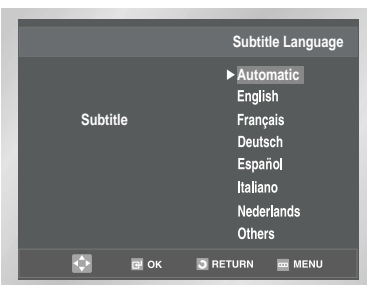 Subtitle Language
Automatic
English
Subtitle Français
Deutsch
Español
Italiano
Nederlands
Others
OK RETURN MENU